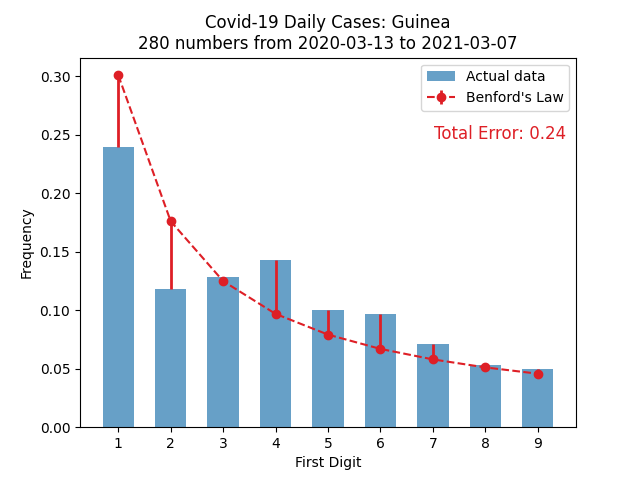 Covid-19 Daily Cases: Guinea
280 numbers from 2020-03-13 to 2021-03-07
Actual data
Benford's Law
Total Error: 0.24
Frequency
0.30
0.25
0.20
0.15
0.10
0.05
0.00
1 2 3 4 5 6 7 8 9
First Digit